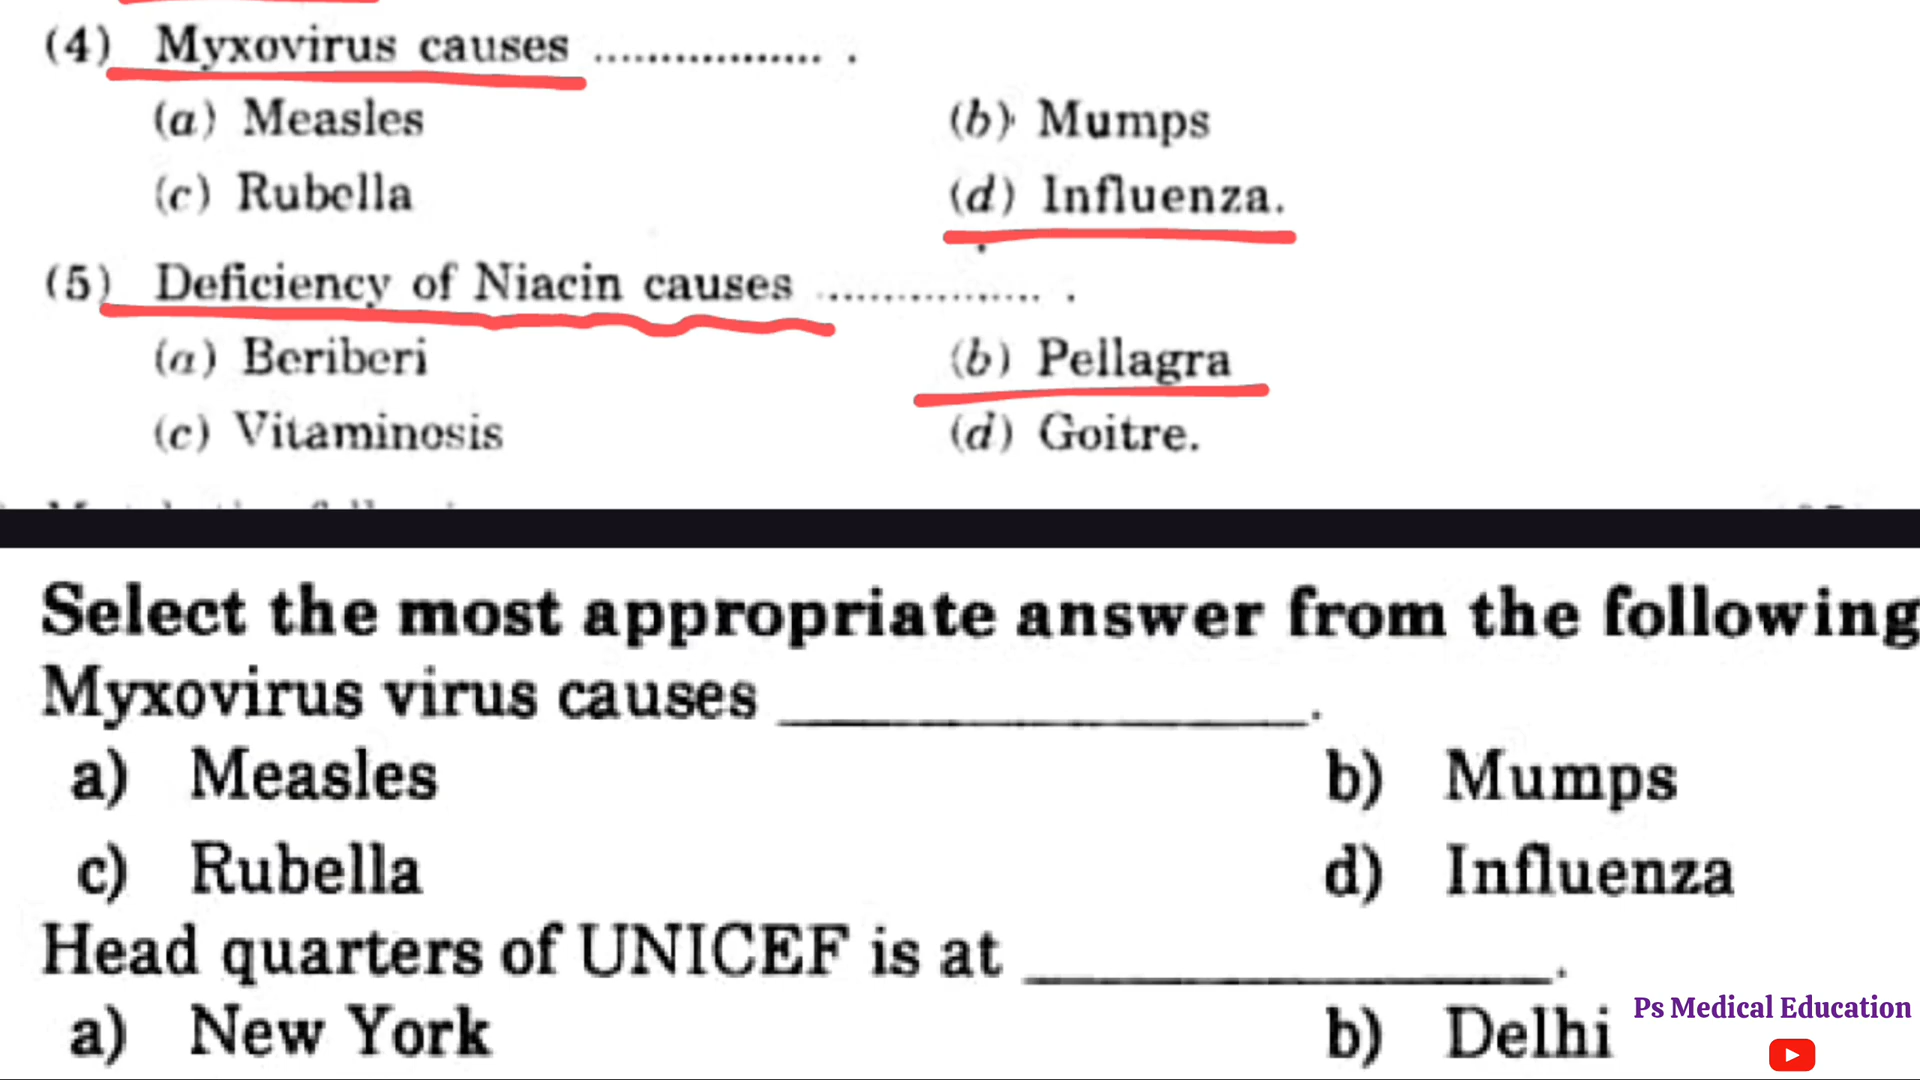 (4) Myxovirus causes ................. .
(a) Measles (b) Mumps
(c) Rubella (d) Influenza.
(5) Deficiency of Niacin causes ................ .
(a) Beriberi (b) Pellagra
(c) Vitaminosis (d) Goitre.
Select the most appropriate answer from the following
Myxovirus virus causes ________________.
a) Measles b) Mumps
c) Rubella d) Influenza
Head quarters of UNICEF is at ________________.
a) New York b) Delhi
Ps Medical Education